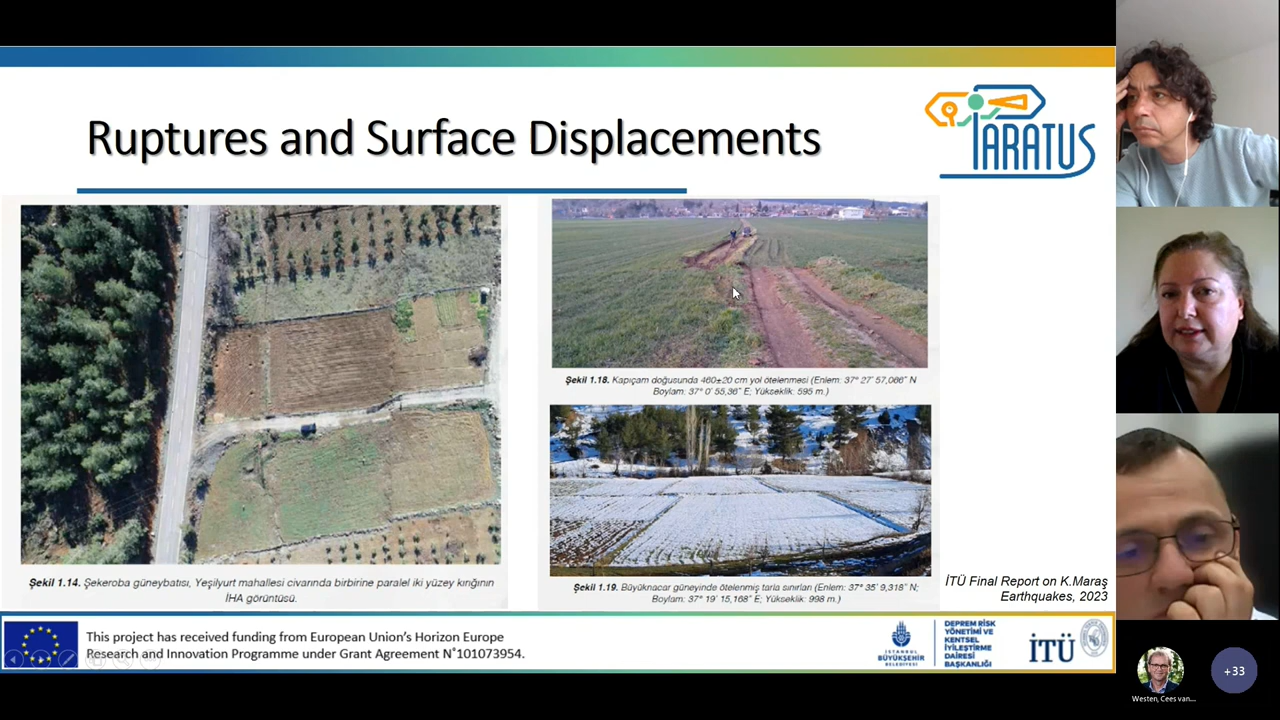 Ruptures and Surface Displacements
PARATUS
Şekil 1.14. Şekeroba güneybatısı, Yeşilyurt mahallesi civarında birbirine paralel iki yüzey kırığının
İHA görüntüsü.
Şekil 1.18. Kapıçam doğusunda 460±20 cm yol ötelenmesi (Enlem: 37° 27' 57,086" N
Boylam: 37° 0' 55,36" E; Yükseklik: 595 m.)
Şekil 1.19. Büyüknacar güneyinde ötelenmiş tarla sınırları (Enlem: 37° 35' 9,318" N;
Boylam: 37° 19' 15,168" E; Yükseklik: 998 m.)
İTÜ Final Report on K.Maraş
Earthquakes, 2023
This project has received funding from European Union's Horizon Europe
Research and Innovation Programme under Grant Agreement N˚101073954.
İSTANBUL
BÜYÜKŞEHİR
BELEDİYESİ
DEPREM RİSK
YÖNETİMİ VE
KENTSEL
İYİLEŞTİRME
DAİRESİ
BAŞKANLIĞI
İTÜ
Westen, Cees van...
+33